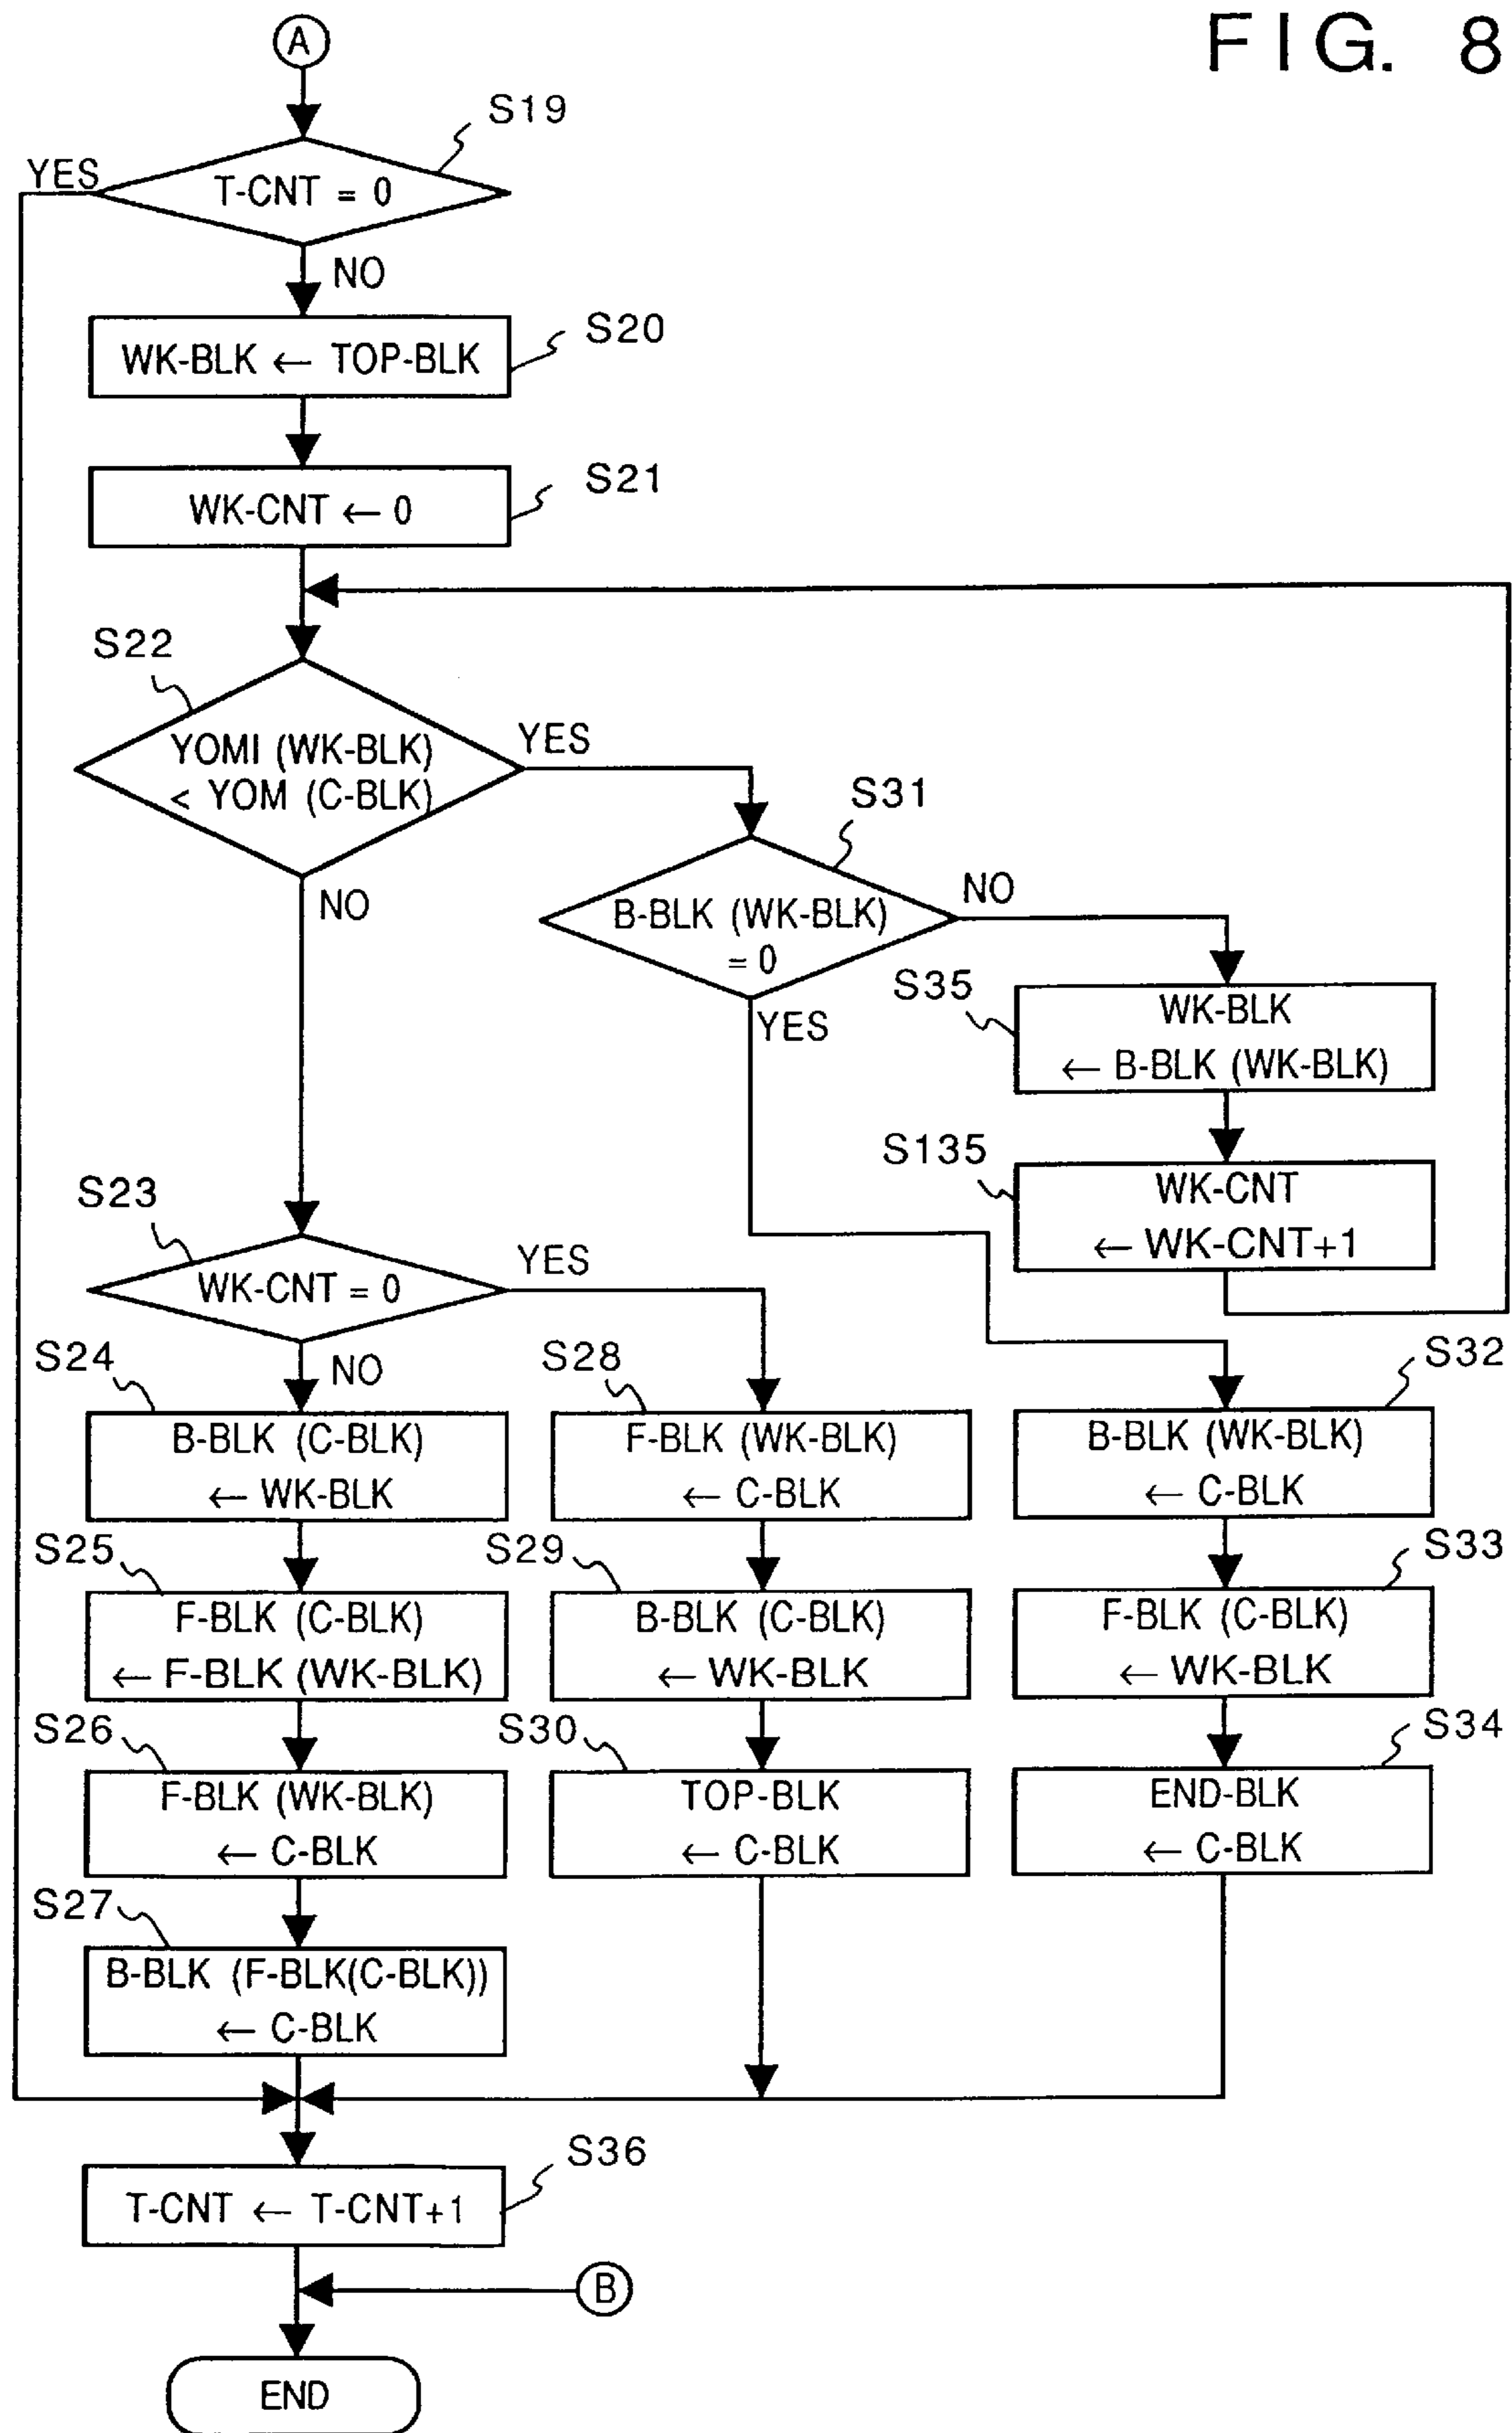 FIG. 8
A
S19
YES
T-CNT = 0
NO
S20
WK-BLK ← TOP-BLK
S21
WK-CNT ← 0
S22
YOMI (WK-BLK)
< YOM (C-BLK)
YES
NO
S31
B-BLK (WK-BLK)
= 0
NO
YES
S35
WK-BLK
← B-BLK (WK-BLK)
S135
WK-CNT
← WK-CNT+1
S23
WK-CNT = 0
YES
NO
S24
B-BLK (C-BLK)
← WK-BLK
S28
F-BLK (WK-BLK)
← C-BLK
S32
B-BLK (WK-BLK)
← C-BLK
S25
F-BLK (C-BLK)
← F-BLK (WK-BLK)
S29
B-BLK (C-BLK)
← WK-BLK
S33
F-BLK (C-BLK)
← WK-BLK
S26
F-BLK (WK-BLK)
← C-BLK
S30
TOP-BLK
← C-BLK
S34
END-BLK
← C-BLK
S27
B-BLK (F-BLK(C-BLK))
← C-BLK
S36
T-CNT ← T-CNT+1
B
END